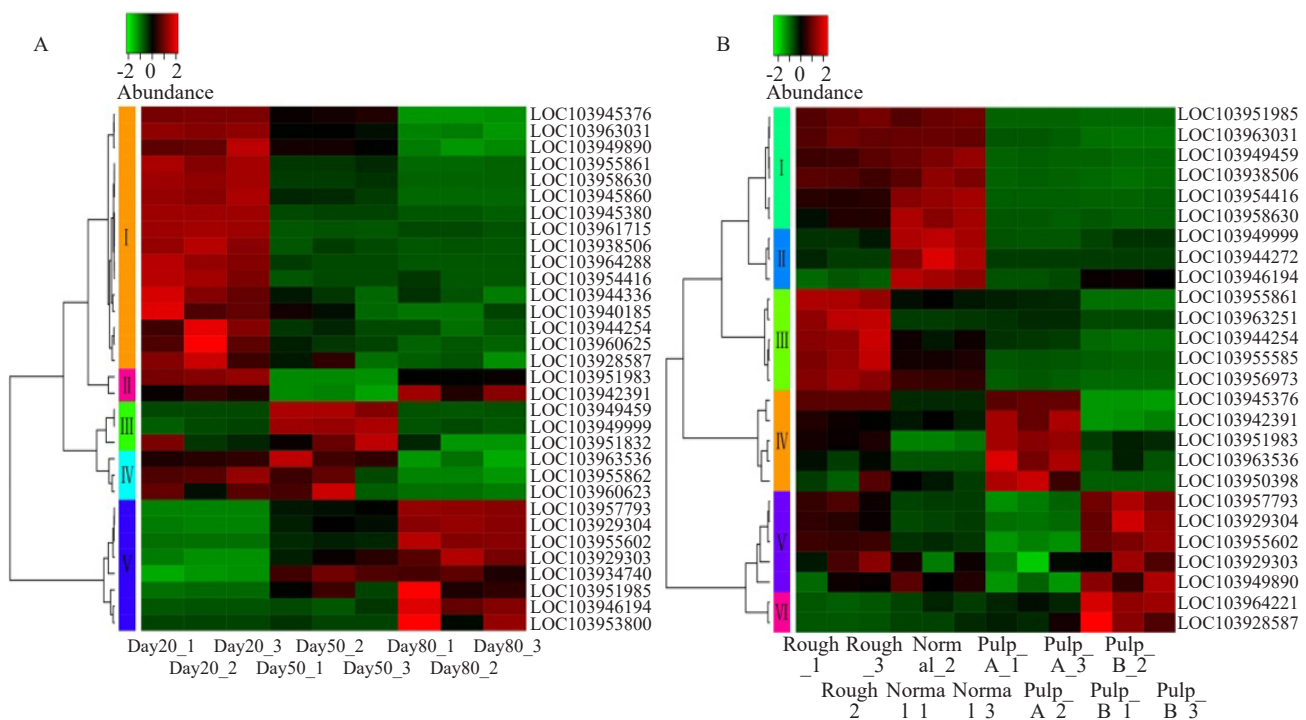 A
-2 0 2
Abundance
I
II
III
IV
V
LOC103945376
LOC103963031
LOC103949890
LOC103955861
LOC103958630
LOC103945860
LOC103945380
LOC103961715
LOC103938506
LOC103964288
LOC103954416
LOC103944336
LOC103940185
LOC103944254
LOC103960625
LOC103928587
LOC103951983
LOC103942391
LOC103949459
LOC103949999
LOC103951832
LOC103963536
LOC103955862
LOC103960623
LOC103957793
LOC103929304
LOC103955602
LOC103929303
LOC103934740
LOC103951985
LOC103946194
LOC103953800
Day20_1 Day20_3 Day50_2 Day80_1 Day80_3
Day20_2 Day50_1 Day50_3 Day80_2
B
-2 0 2
Abundance
I
II
III
IV
V
VI
LOC103951985
LOC103963031
LOC103949459
LOC103938506
LOC103954416
LOC103958630
LOC103949999
LOC103944272
LOC103946194
LOC103955861
LOC103963251
LOC103944254
LOC103955585
LOC103956973
LOC103945376
LOC103942391
LOC103951983
LOC103963536
LOC103950398
LOC103957793
LOC103929304
LOC103955602
LOC103929303
LOC103949890
LOC103964221
LOC103928587
Rough Rough Norm Pulp_ Pulp_ Pulp_
_1 _3 al_2 A_1 A_3 B_2
Rough Norma Norma Pulp_ Pulp_ Pulp_
_2 l_1 l_3 A_2 B_1 B_3